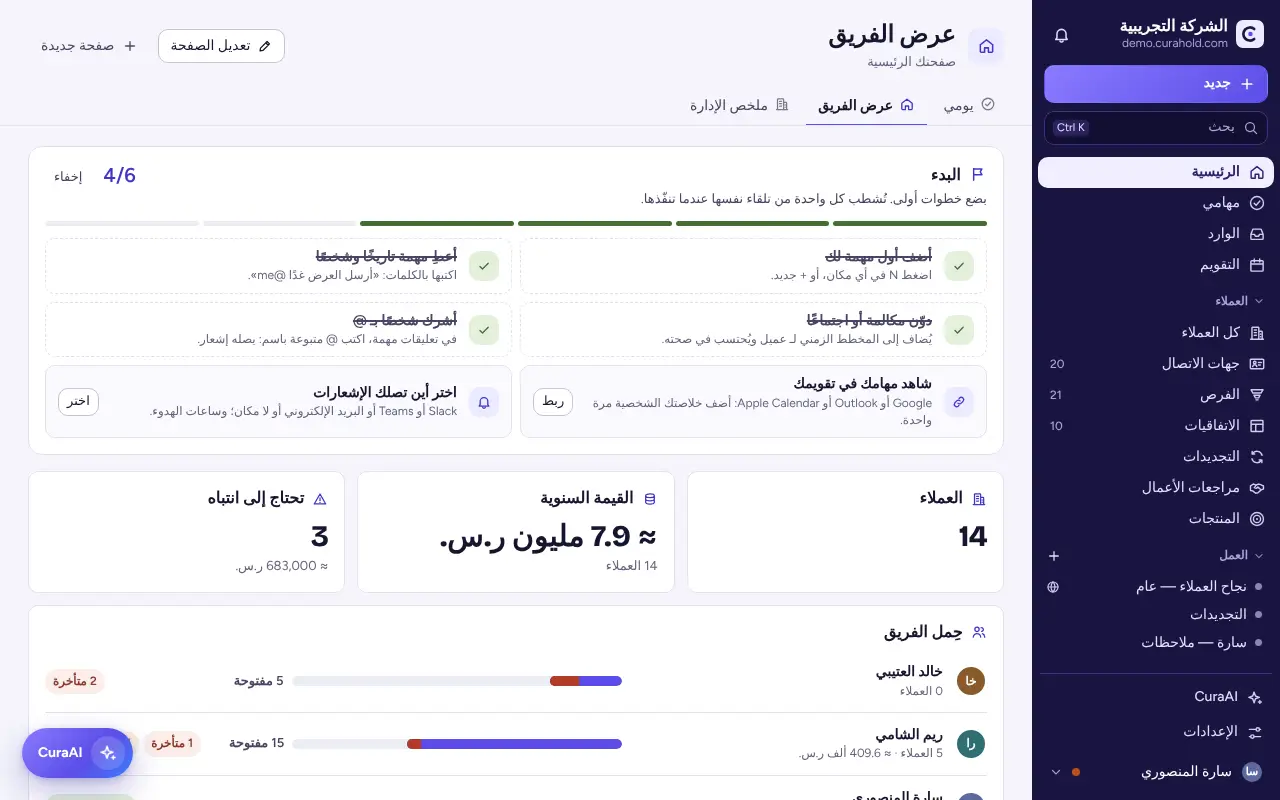 الشركة التجريبية
demo.curahold.com
جديد
بحث
Ctrl K
الرئيسية
مهامي
الوارد
التقويم
العملاء
كل العملاء
جهات الاتصال 20
الفرص 21
الاتفاقيات 10
التجديدات
مراجعات الأعمال
المنتجات
العمل
نجاح العملاء — عام
التجديدات
سارة — ملاحظات
CuraAI
الإعدادات
سا
سارة المنصوري
عرض الفريق
صفحتك الرئيسية
تعديل الصفحة
صفحة جديدة
يومي
عرض الفريق
ملخص الإدارة
البدء
4/6
إخفاء
بضع خطوات أولى. تُشطب كل واحدة من تلقاء نفسها عندما تنفّذها.
أضف أول مهمة لك
اضغط N في أي مكان، أو + جديد.
أعطِ مهمة تاريخًا وشخصًا
اكتبها بالكلمات: «أرسل العرض غدًا @me».
دوّن مكالمة أو اجتماعًا
يُضاف إلى المخطط الزمني لـ عميل ويُحتسب في صحته.
أشرك شخصًا بـ @
في تعليقات مهمة، اكتب @ متبوعة باسم: يصله إشعار.
شاهد مهامك في تقويمك
Google أو Outlook أو Apple Calendar: أضف خلاصتك الشخصية مرة
واحدة.
ربط
اختر أين تصلك الإشعارات
Slack أو Teams أو البريد الإلكتروني أو لا مكان؛ وساعات الهدوء.
اختر
العملاء
14
القيمة السنوية
≈ 7.9 مليون ر.س.
14 العملاء
تحتاج إلى انتباه
3
≈ 683,000 ر.س.
حِمل الفريق
خا
خالد العتيبي
0 العملاء
5 مفتوحة
2 متأخرة
را
ريم الشامي
5 العملاء · ≈ 409.6 ألف ر.س.
15 مفتوحة
1 متأخرة
سارة المنصوري
CuraAI